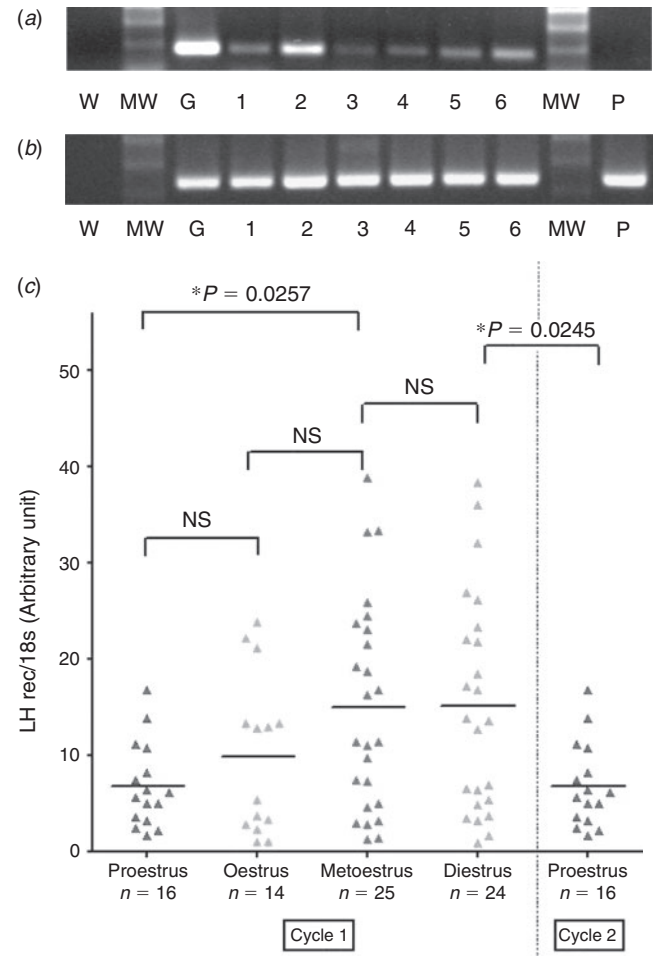 (a)
W MW G 1 2 3 4 5 6 MW P
(b)
W MW G 1 2 3 4 5 6 MW P
(c)
*P = 0.0257
*P = 0.0245
NS
NS
NS
LH rec/18s (Arbitrary unit)
50
40
30
20
10
0
Proestrus Oestrus Metoestrus Diestrus Proestrus
n = 16 n = 14 n = 25 n = 24 n = 16
Cycle 1 Cycle 2